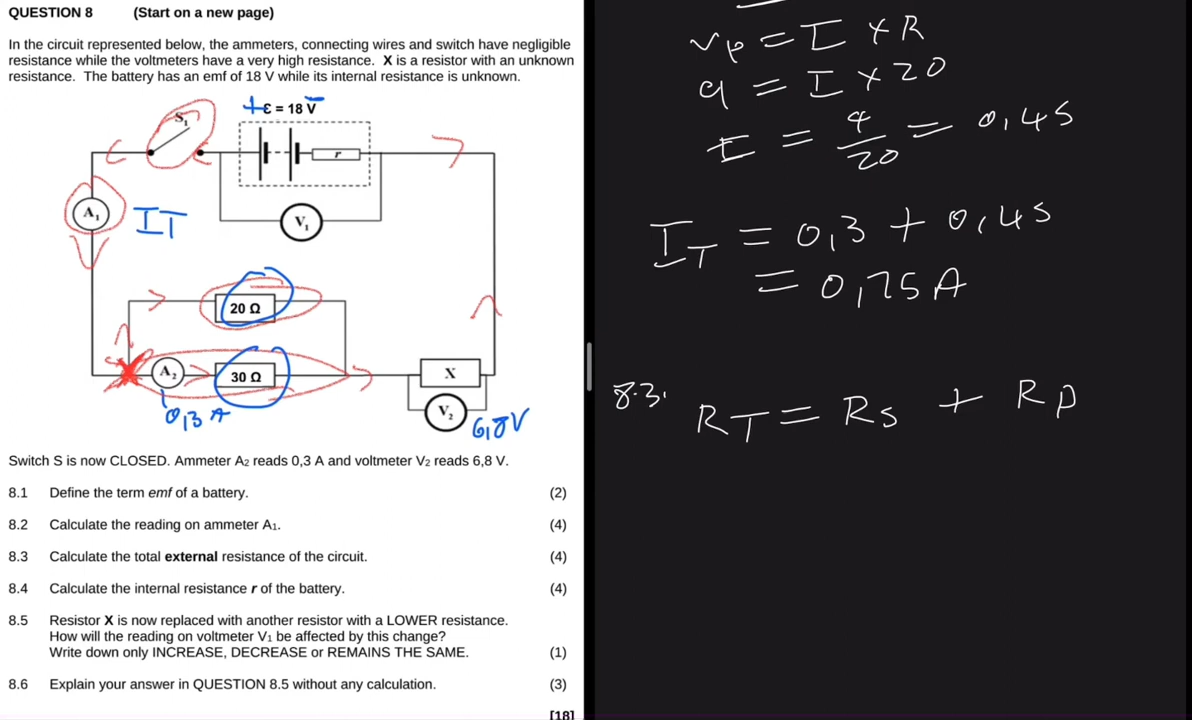 QUESTION 8 (Start on a new page)
In the circuit represented below, the ammeters, connecting wires and switch have negligible
resistance while the voltmeters have a very high resistance. X is a resistor with an unknown
resistance. The battery has an emf of 18 V while its internal resistance is unknown.
+ε = 18 V
S₁
r
A₁
IT
V₁
20 Ω
A₂
30 Ω
X
0,3 A
V₂
6,8V
Switch S is now CLOSED. Ammeter A₂ reads 0,3 A and voltmeter V₂ reads 6,8 V.
8.1 Define the term emf of a battery. (2)
8.2 Calculate the reading on ammeter A₁. (4)
8.3 Calculate the total external resistance of the circuit. (4)
8.4 Calculate the internal resistance r of the battery. (4)
8.5 Resistor X is now replaced with another resistor with a LOWER resistance.
How will the reading on voltmeter V₁ be affected by this change?
Write down only INCREASE, DECREASE or REMAINS THE SAME. (1)
8.6 Explain your answer in QUESTION 8.5 without any calculation. (3)
[18]
Vp = I × R
9 = I × 20
I = 9/20 = 0,45
IT = 0,3 + 0,45
= 0,75 A
8.3. RT = Rs + Rp